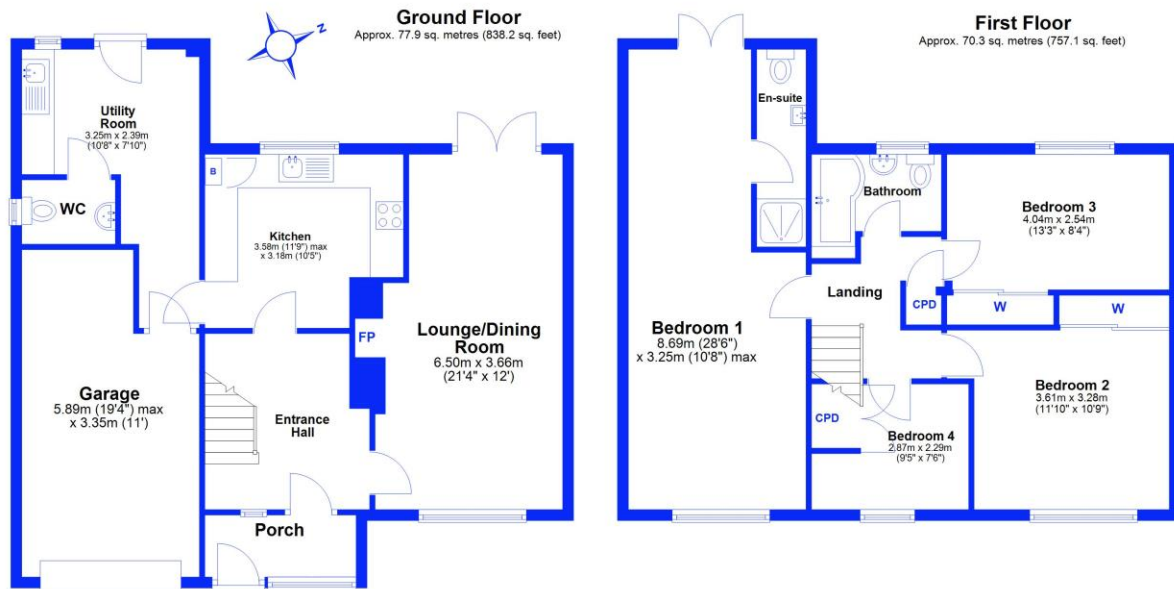 Ground Floor
Approx. 77.9 sq. metres (838.2 sq. feet)
N
Utility
Room
3.25m x 2.39m
(10'8" x 7'10")
WC
B
Kitchen
3.58m (11'9") max
x 3.18m (10'5")
FP
Lounge/Dining
Room
6.50m x 3.66m
(21'4" x 12')
Garage
5.89m (19'4") max
x 3.35m (11')
Entrance
Hall
Porch
First Floor
Approx. 70.3 sq. metres (757.1 sq. feet)
En-suite
Bathroom
Bedroom 3
4.04m x 2.54m
(13'3" x 8'4")
Landing
CPD
W
W
Bedroom 1
8.69m (28'6")
x 3.25m (10'8") max
Bedroom 2
3.61m x 3.28m
(11'10" x 10'9")
CPD
Bedroom 4
2.87m x 2.29m
(9'5" x 7'6")